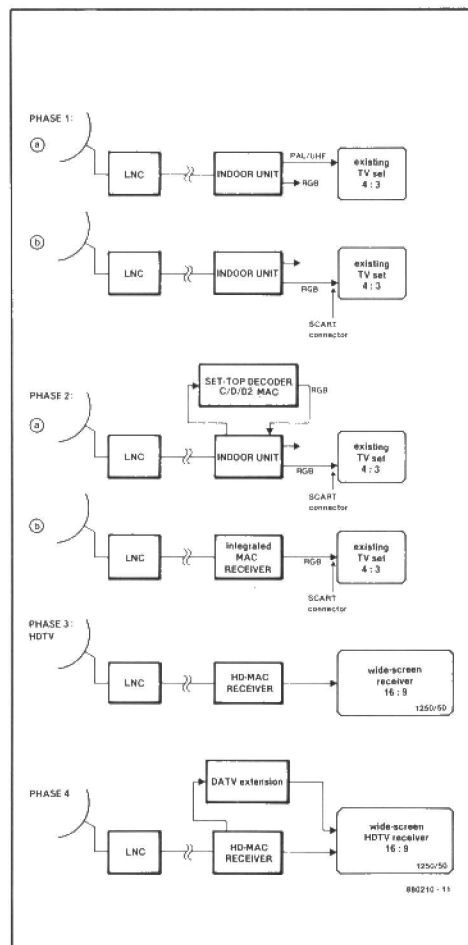 PHASE 1:
a
LNC
INDOOR UNIT
PAL/UHF
RGB
existing
TV set
4 : 3
b
LNC
INDOOR UNIT
RGB
SCART
connector
existing
TV set
4 : 3
PHASE 2:
a
SET-TOP DECODER
C/D/D2 MAC
RGB
LNC
INDOOR UNIT
RGB
SCART
connector
existing
TV set
4 : 3
b
LNC
integrated
MAC
RECEIVER
RGB
SCART
connector
existing
TV set
4 : 3
PHASE 3:
HDTV
LNC
HD-MAC
RECEIVER
wide-screen
receiver
16 : 9
1250/50
PHASE 4
DATV extension
LNC
HD-MAC
RECEIVER
wide-screen
HDTV receiver
16 : 9
1250/50
880210 - 11